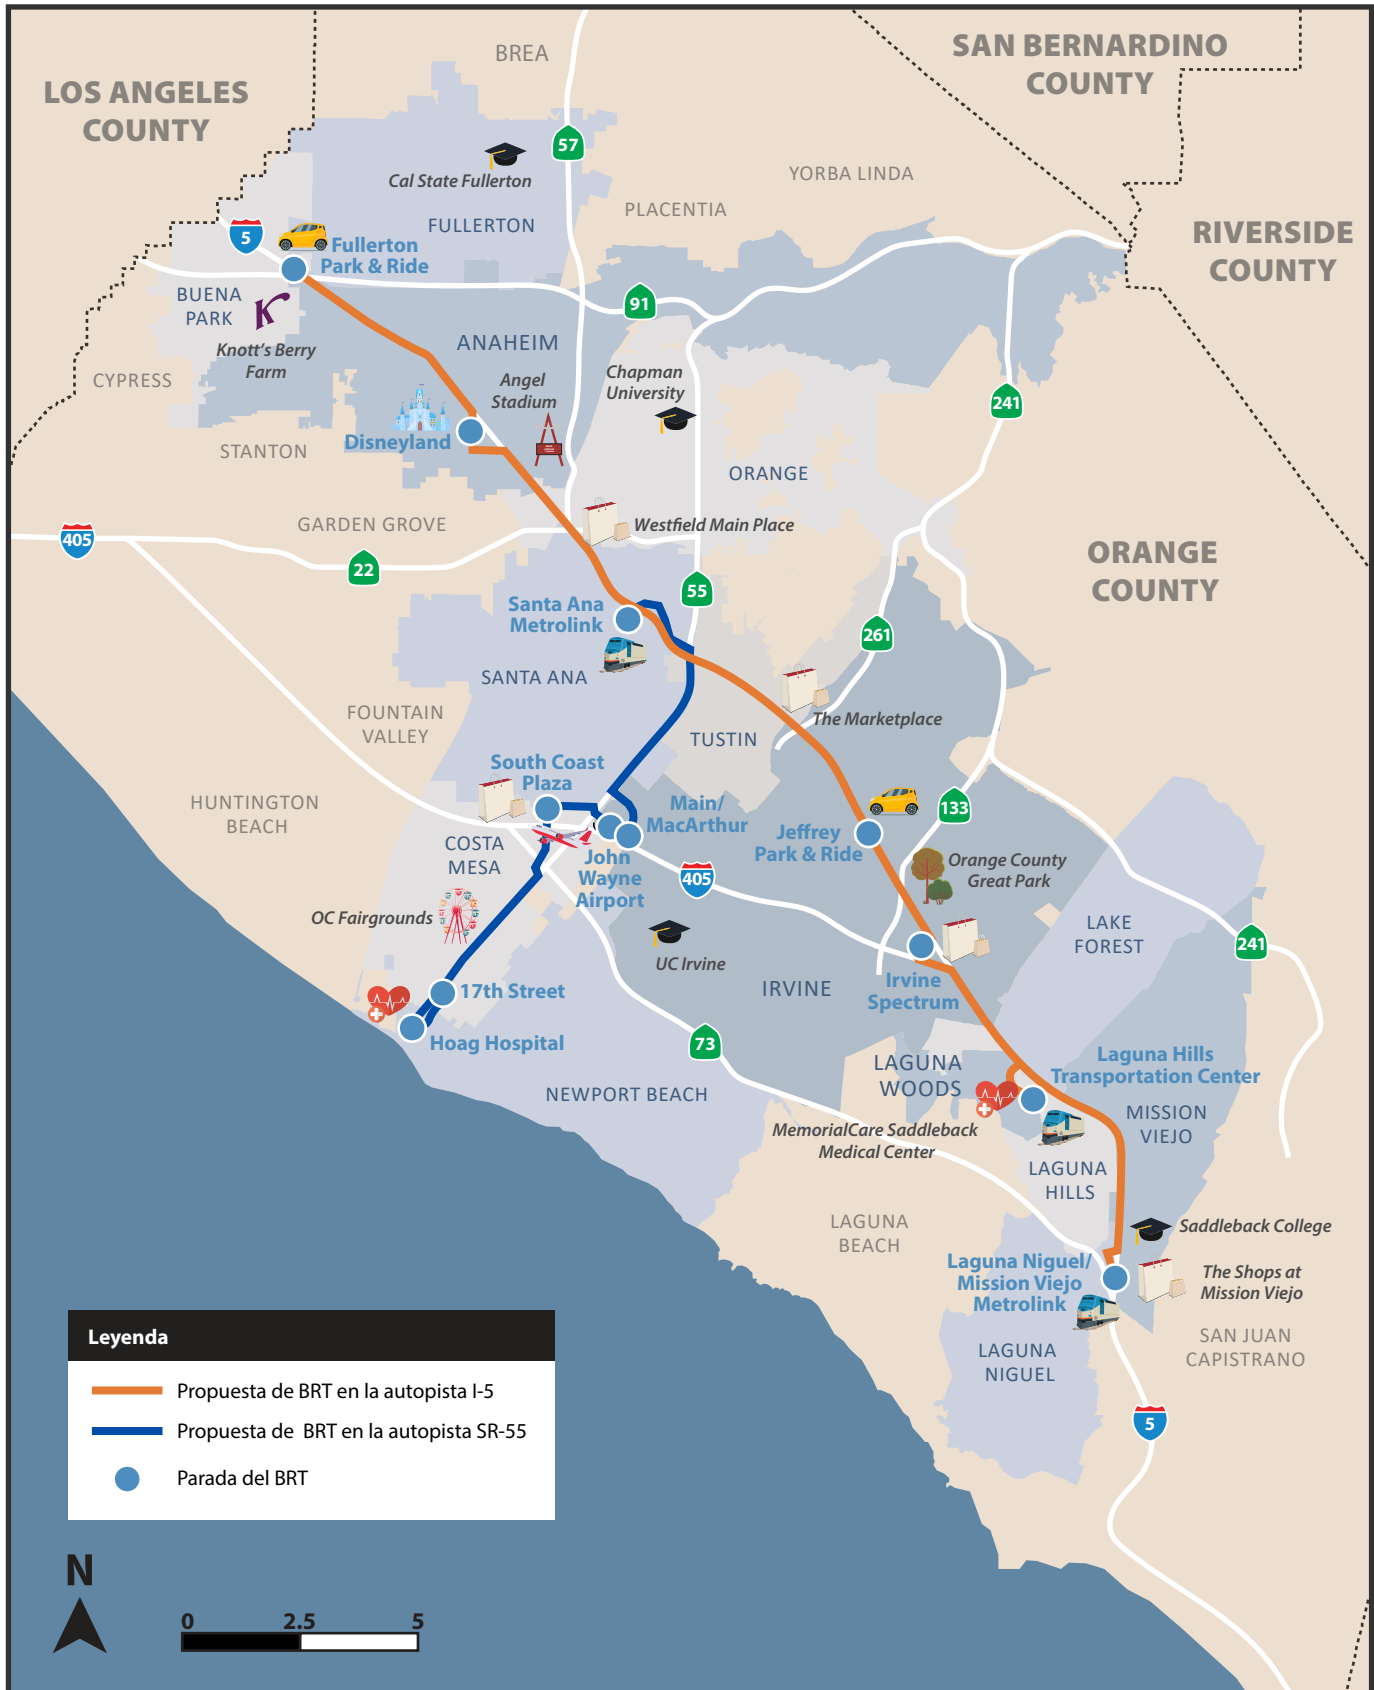 BREA
SAN BERNARDINO
COUNTY
LOS ANGELES
COUNTY
57
Cal State Fullerton
YORBA LINDA
PLACENTIA
FULLERTON
RIVERSIDE
COUNTY
5
Fullerton
Park & Ride
BUENA
PARK
K
91
Knott's Berry
Farm
ANAHEIM
CYPRESS
Angel
Stadium
Chapman
University
241
Disneyland
STANTON
ORANGE
GARDEN GROVE
Westfield Main Place
405
22
ORANGE
COUNTY
55
Santa Ana
Metrolink
261
SANTA ANA
FOUNTAIN
VALLEY
The Marketplace
TUSTIN
South Coast
Plaza
HUNTINGTON
BEACH
Main/
MacArthur
133
Jeffrey
Park & Ride
COSTA
MESA
John
Wayne
Airport
405
Orange County
Great Park
OC Fairgrounds
LAKE
FOREST
241
UC Irvine
IRVINE
Irvine
Spectrum
17th Street
Hoag Hospital
73
NEWPORT BEACH
LAGUNA
WOODS
Laguna Hills
Transportation Center
MISSION
VIEJO
MemorialCare Saddleback
Medical Center
LAGUNA
HILLS
LAGUNA
BEACH
Saddleback College
Laguna Niguel/
Mission Viejo
Metrolink
The Shops at
Mission Viejo
SAN JUAN
CAPISTRANO
LAGUNA
NIGUEL
5
Leyenda
Propuesta de BRT en la autopista I-5
Propuesta de BRT en la autopista SR-55
Parada del BRT
N
0 2.5 5